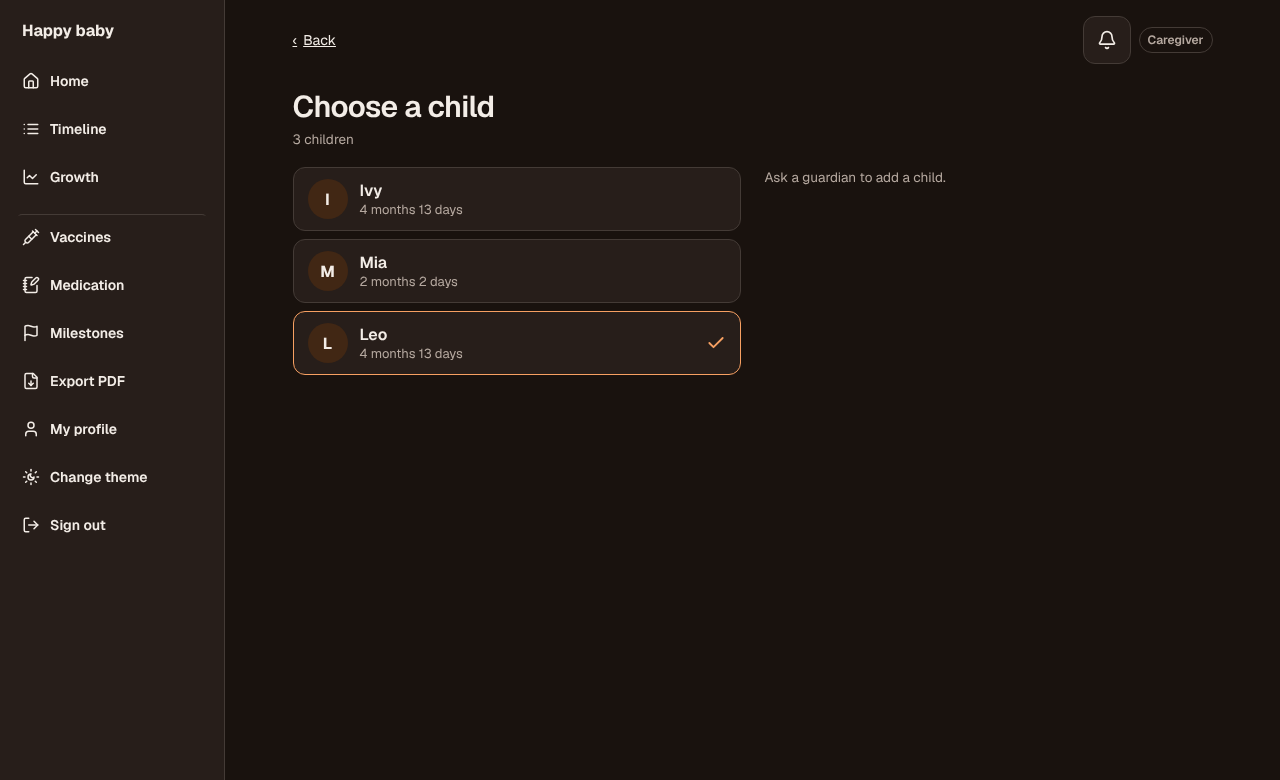 Happy baby
Home
Timeline
Growth
Vaccines
Medication
Milestones
Export PDF
My profile
Change theme
Sign out
‹ Back
Caregiver
Choose a child
3 children
I
Ivy
4 months 13 days
M
Mia
2 months 2 days
L
Leo
4 months 13 days
Ask a guardian to add a child.